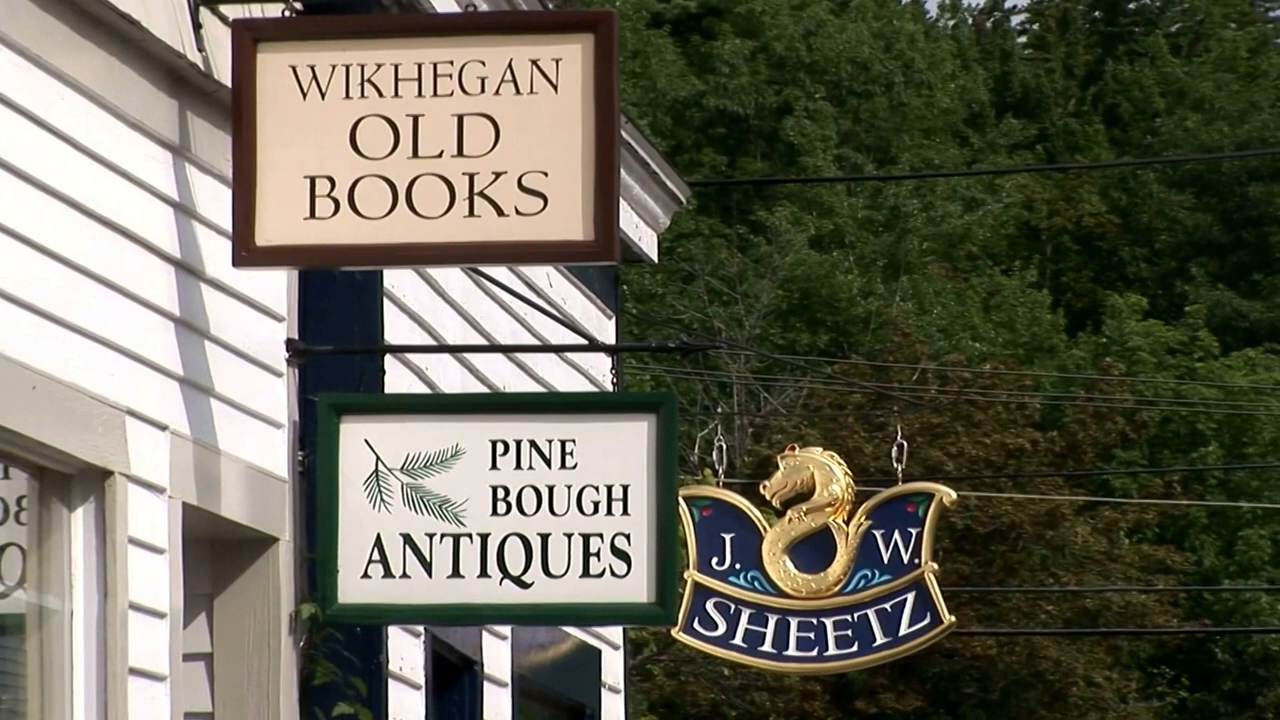 WIKHEGAN
OLD
BOOKS
PINE
BOUGH
ANTIQUES
J. W.
SHEETZ